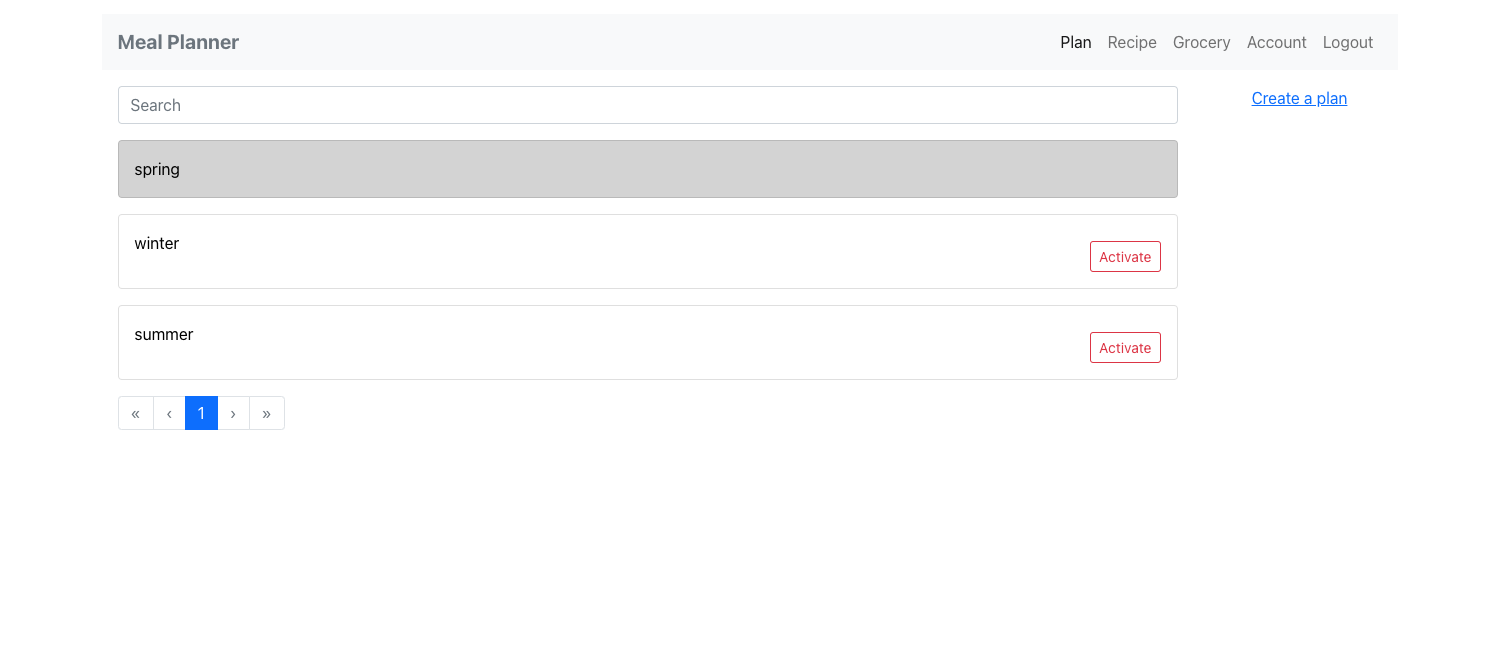 Meal Planner Plan Recipe Grocery Account Logout
Search Create a plan
spring
winter
Activate
summer
Activate
« ‹ 1 › »